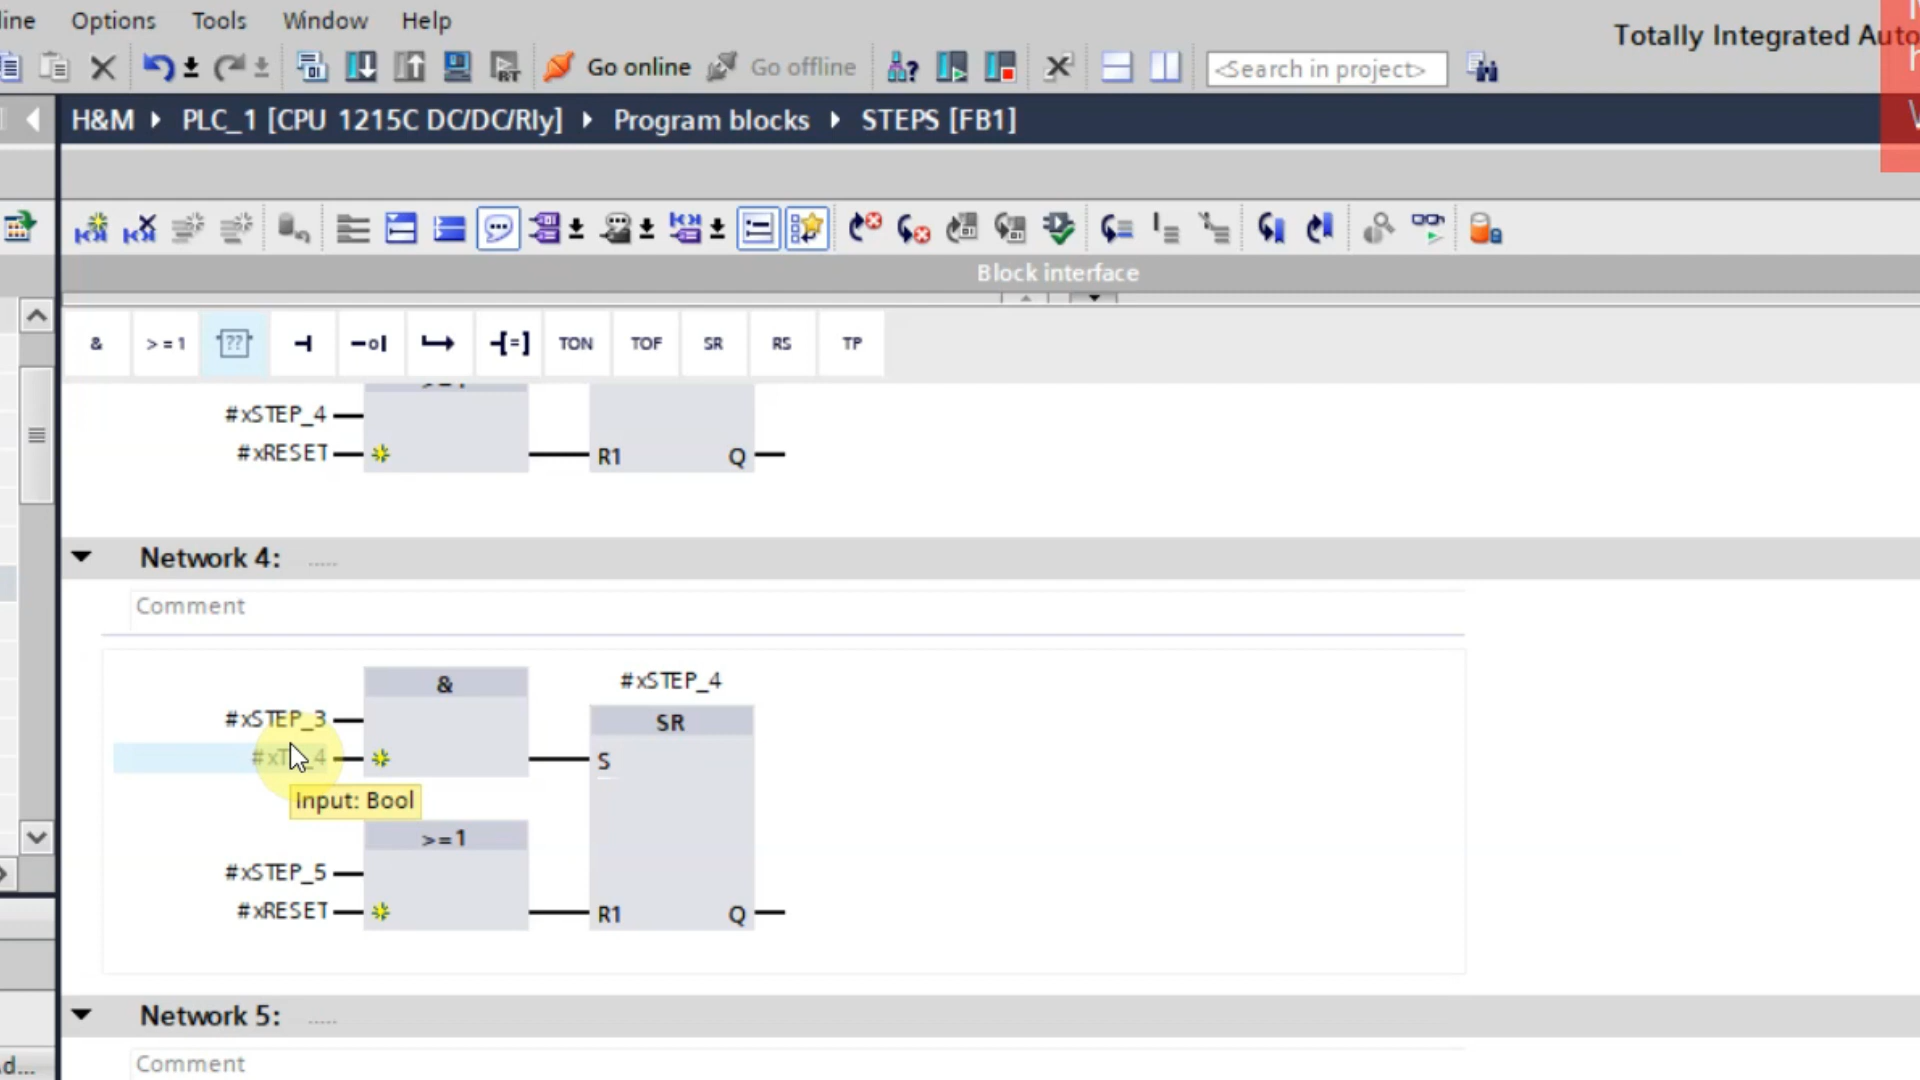 Options Tools Window Help
Totally Integrated
Go online Go offline <Search in project>
H&M PLC_1 [CPU 1215C DC/DC/Rly] Program blocks STEPS [FB1]
Block interface
& >=1 ?? TON TOF SR RS TP
#xSTEP_4
#xRESET R1 Q
Network 4: .....
Comment
& #xSTEP_4
#xSTEP_3 SR
S
Input: Bool
>=1
#xSTEP_5
#xRESET R1 Q
Network 5: .....
Comment